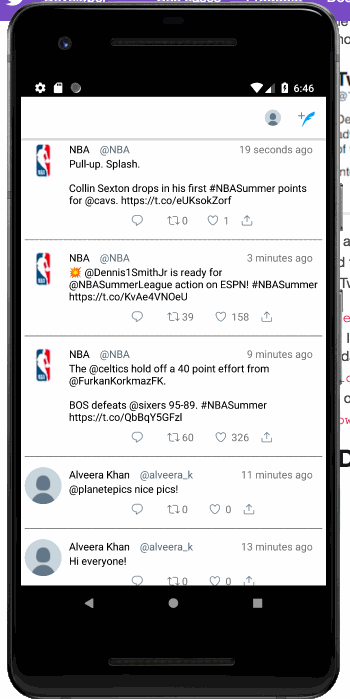 6:46
NBA @NBA 19 seconds ago
Pull-up. Splash.
Collin Sexton drops in his first #NBASummer points
for @cavs. https://t.co/eUKsokZorf
0 1
NBA @NBA 3 minutes ago
💥 @Dennis1SmithJr is ready for
@NBASummerLeague action on ESPN! #NBASummer
https://t.co/KvAe4VNOeU
39 158
NBA @NBA 9 minutes ago
The @celtics hold off a 40 point effort from
@FurkanKorkmazFK.
BOS defeats @sixers 95-89. #NBASummer
https://t.co/QbBqY5GFzl
60 326
Alveera Khan @alveera_k 11 minutes ago
@planetepics nice pics!
0 0
Alveera Khan @alveera_k 13 minutes ago
Hi everyone!
0 0